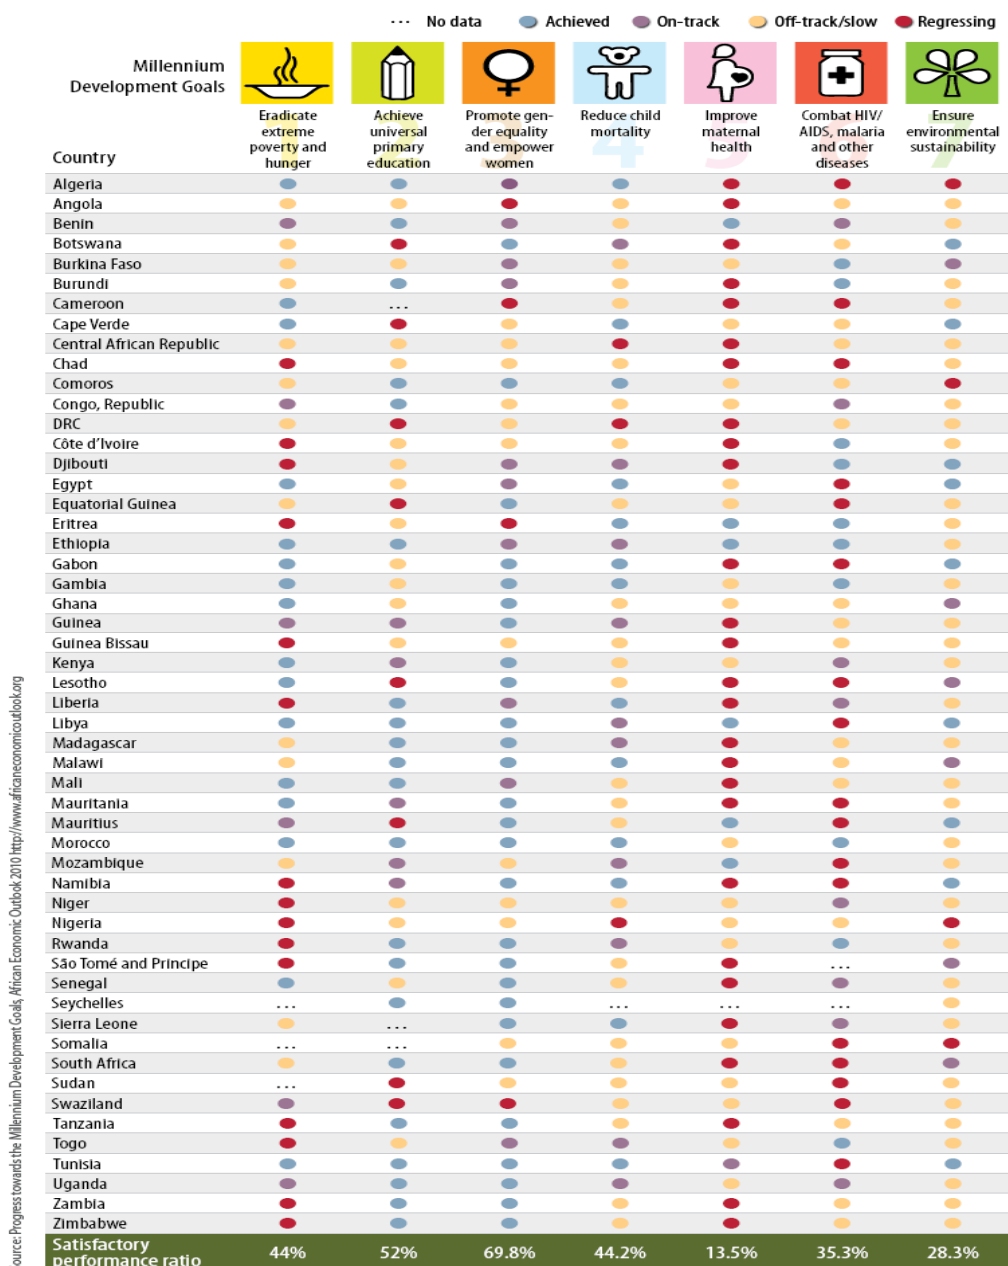 ... No data Achieved On-track Off-track/slow Regressing
Millennium
Development Goals
1 2 3 4 5 6 7
Eradicate
extreme
poverty and
hunger
Achieve
universal
primary
education
Promote gen-
der equality
and empower
women
Reduce child
mortality
Improve
maternal
health
Combat HIV/
AIDS, malaria
and other
diseases
Ensure
environmental
sustainability
Country
Algeria
Angola
Benin
Botswana
Burkina Faso
Burundi
Cameroon ...
Cape Verde
Central African Republic
Chad
Comoros
Congo, Republic
DRC
Côte d'Ivoire
Djibouti
Egypt
Equatorial Guinea
Eritrea
Ethiopia
Gabon
Gambia
Ghana
Guinea
Guinea Bissau
Kenya
Lesotho
Liberia
Libya
Madagascar
Malawi
Mali
Mauritania
Mauritius
Morocco
Mozambique
Namibia
Niger
Nigeria
Rwanda
São Tomé and Principe ...
Senegal
Seychelles ... ... ... ...
Sierra Leone ...
Somalia ... ...
South Africa
Sudan ...
Swaziland
Tanzania
Togo
Tunisia
Uganda
Zambia
Zimbabwe
Satisfactory
performance ratio 44% 52% 69.8% 44.2% 13.5% 35.3% 28.3%
ource: Progress towards the Millennium Development Goals, African Economic Outlook 2010 http://www.africaneconomicoutlook.org